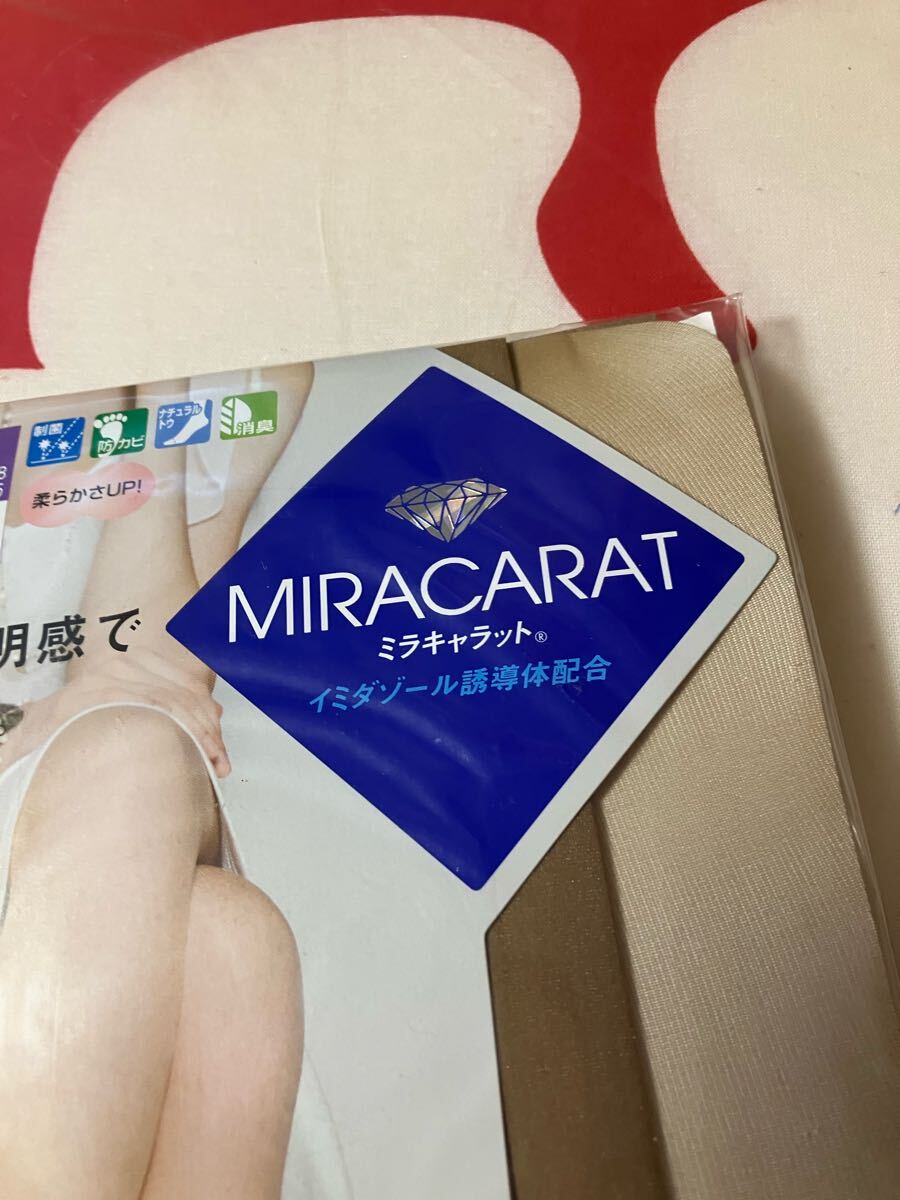 制菌
防カビ
ナチュラル
トウ
消臭
柔らかさUP!
明感で
MIRACARAT
ミラキャラット®
イミダゾール誘導体配合